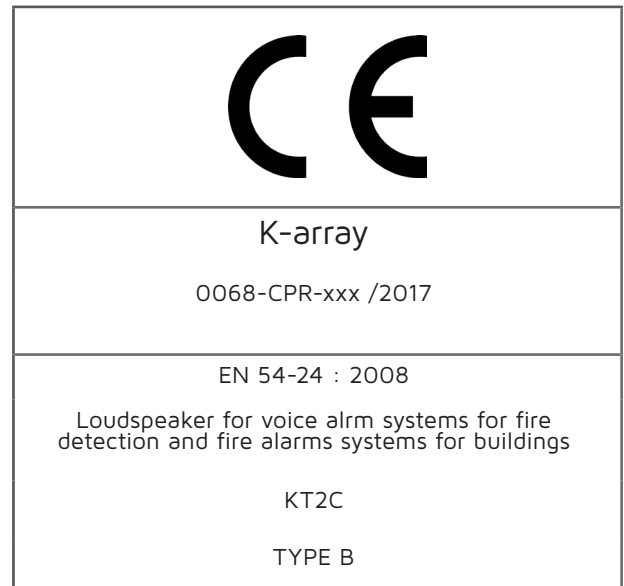 CE
K-array
0068-CPR-xxx /2017
EN 54-24 : 2008
Loudspeaker for voice alrm systems for fire
detection and fire alarms systems for buildings
KT2C
TYPE B